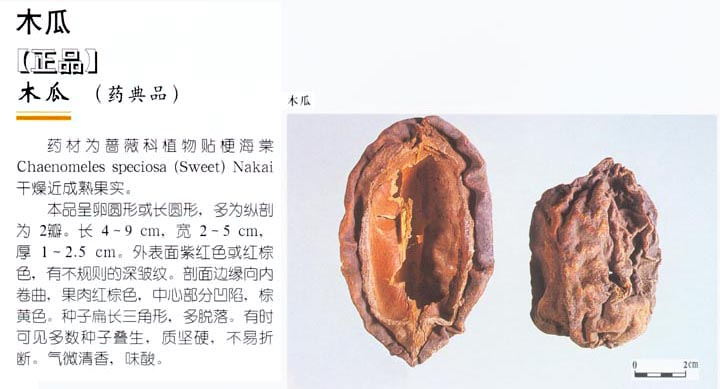 木瓜
【正品】
木瓜 （药典品）
木瓜
药材为蔷薇科植物贴梗海棠
Chaenomeles speciosa (Sweet) Nakai
干燥近成熟果实。
本品呈卵圆形或长圆形，多为纵剖
为 2瓣。长 4~9 cm，宽 2~5 cm，
厚 1~2.5 cm。外表面紫红色或红棕
色，有不规则的深皱纹。剖面边缘向内
卷曲，果肉红棕色，中心部分凹陷，棕
黄色。种子扁长三角形，多脱落。有时
可见多数种子叠生，质坚硬，不易折
断。气微清香，味酸。
0 2cm